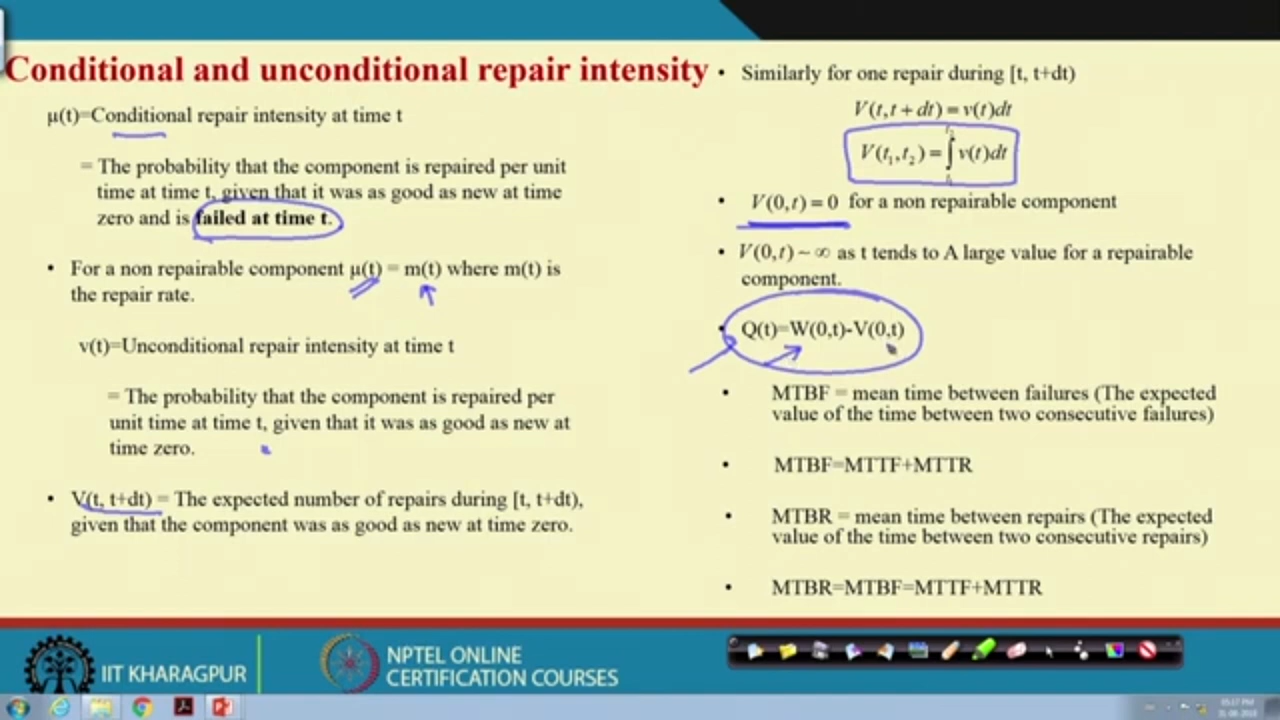 Conditional and unconditional repair intensity
μ(t)=Conditional repair intensity at time t
= The probability that the component is repaired per unit
time at time t, given that it was as good as new at time
zero and is failed at time t.
• For a non repairable component μ(t) = m(t) where m(t) is
the repair rate.
v(t)=Unconditional repair intensity at time t
= The probability that the component is repaired per
unit time at time t, given that it was as good as new at
time zero.
• V(t, t+dt) = The expected number of repairs during [t, t+dt),
given that the component was as good as new at time zero.
• Similarly for one repair during [t, t+dt)
V(t,t + dt) = v(t)dt
V(t₁,t₂) = ∫ v(t)dt
• V(0,t) = 0 for a non repairable component
• V(0,t) ~ ∞ as t tends to A large value for a repairable
component.
• Q(t)=W(0,t)-V(0,t)
• MTBF = mean time between failures (The expected
value of the time between two consecutive failures)
• MTBF=MTTF+MTTR
• MTBR = mean time between repairs (The expected
value of the time between two consecutive repairs)
• MTBR=MTBF=MTTF+MTTR
IIT KHARAGPUR
NPTEL ONLINE
CERTIFICATION COURSES